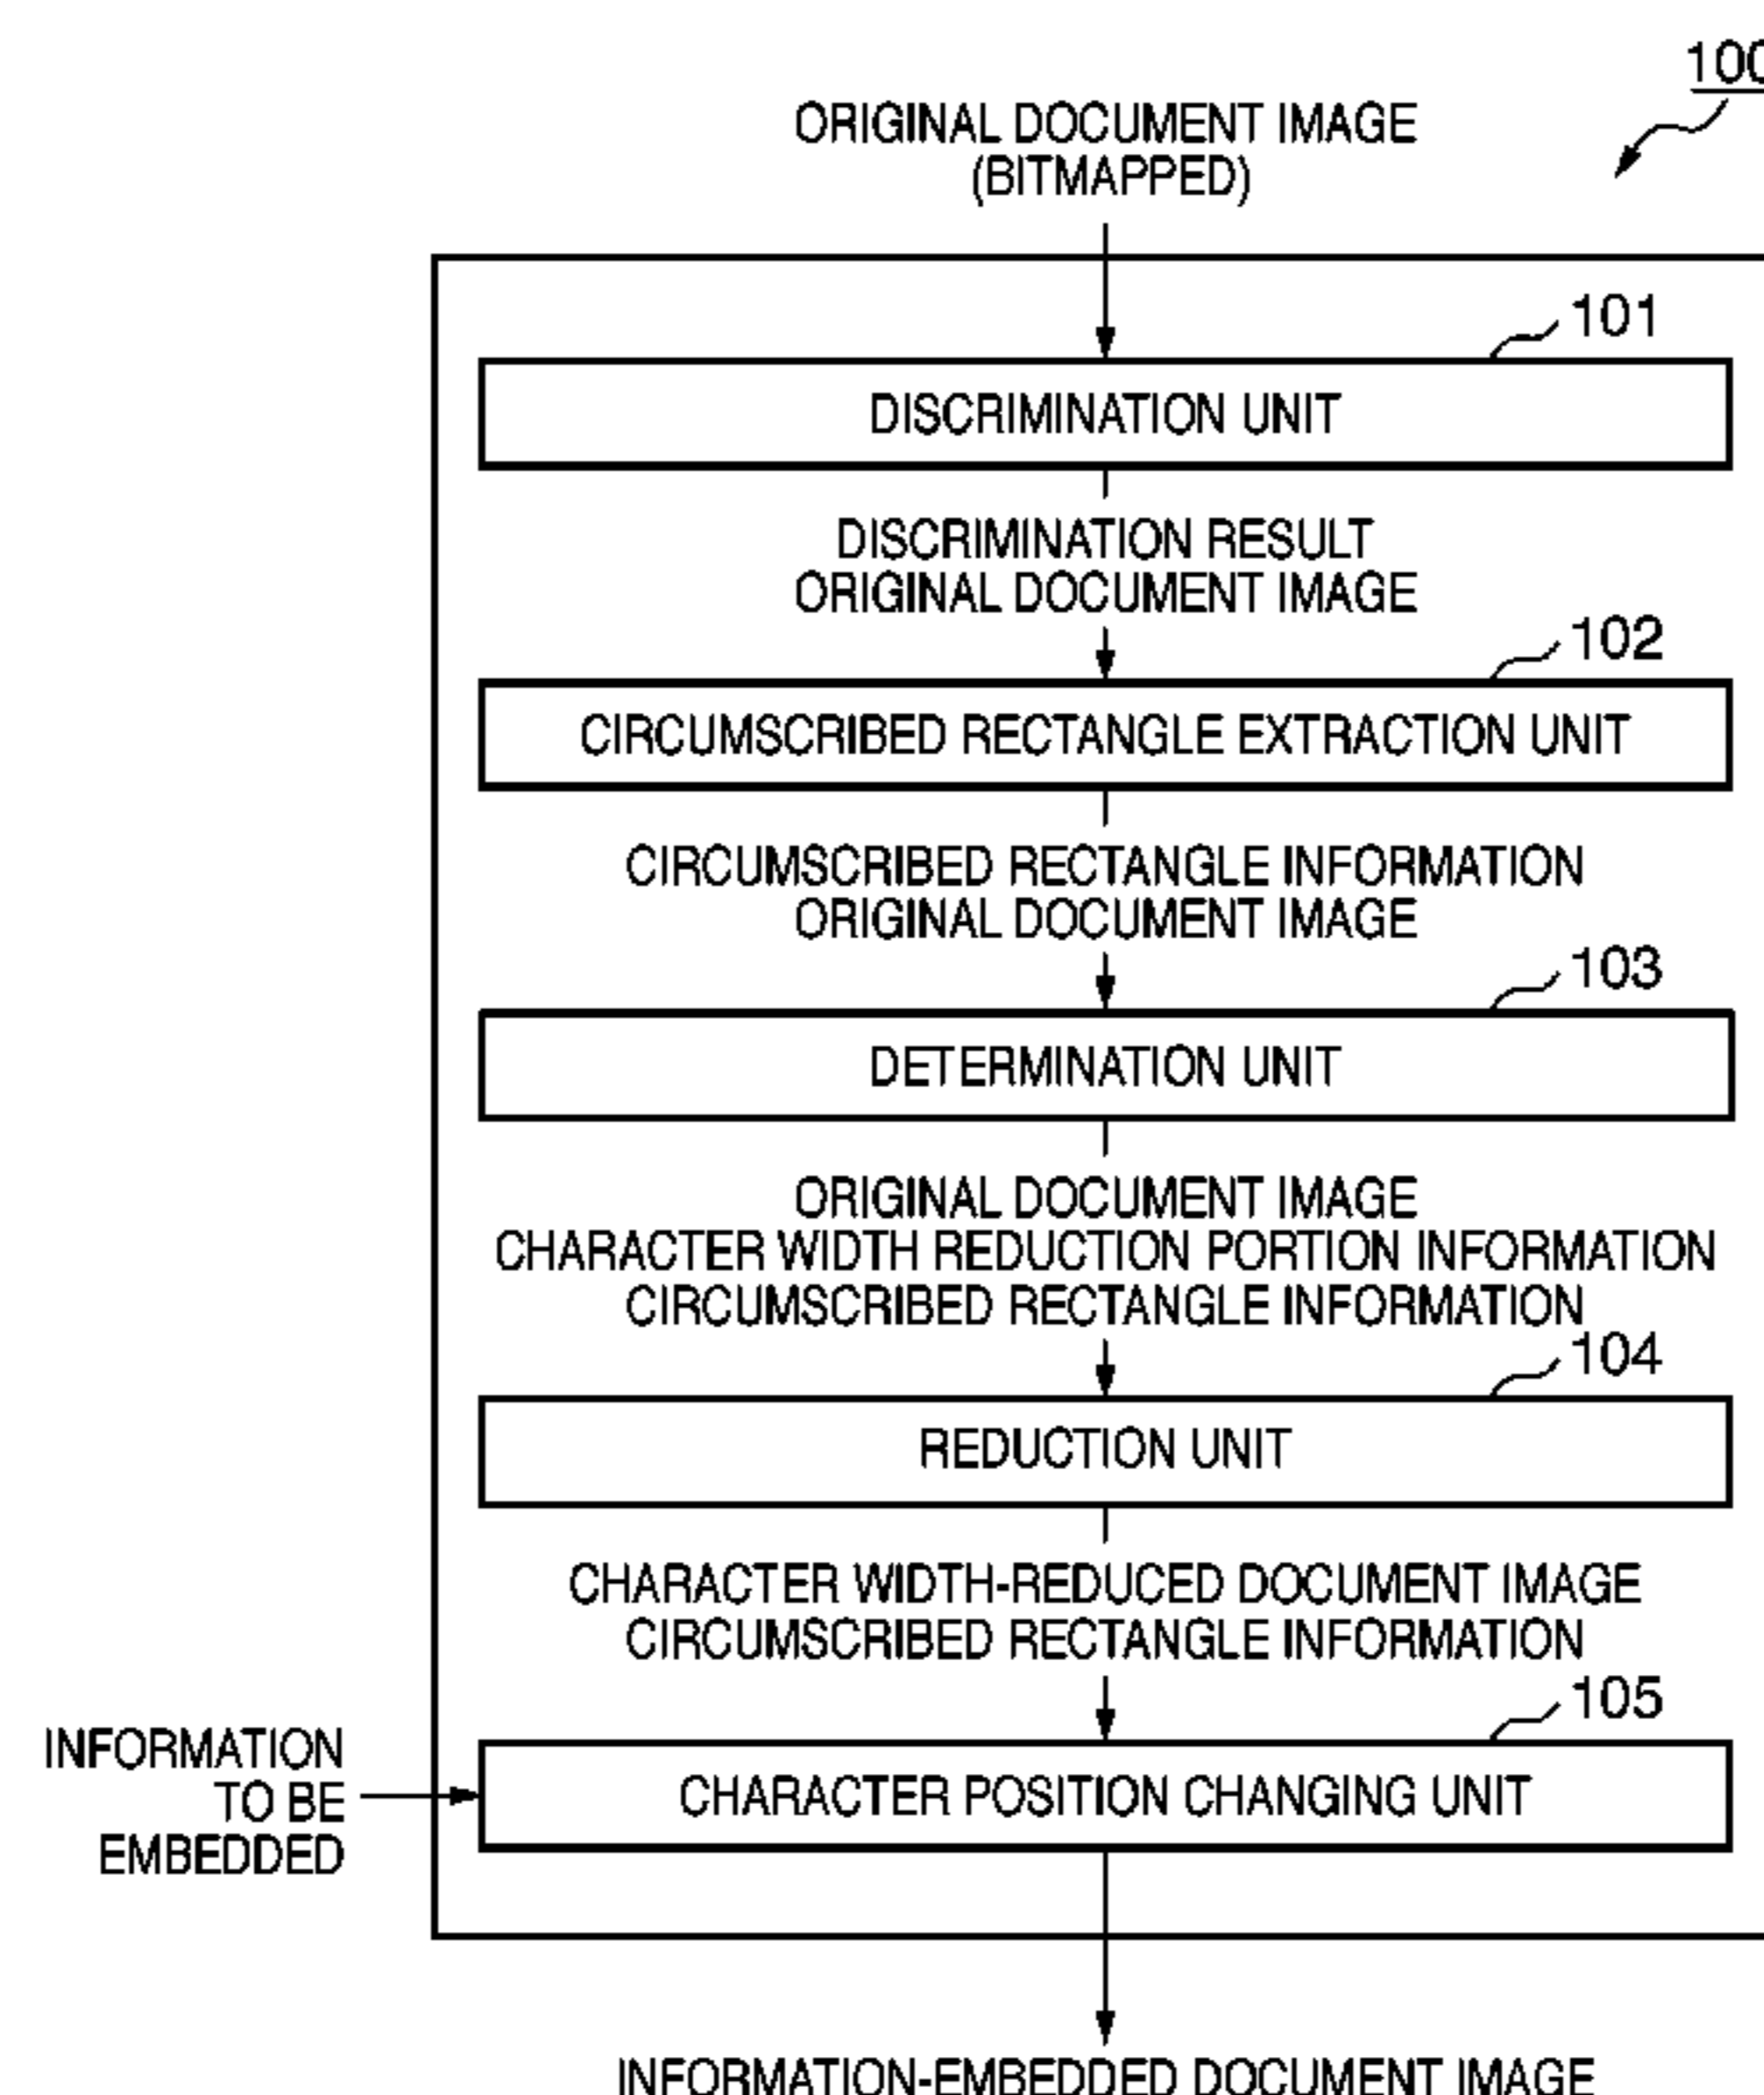 100
ORIGINAL DOCUMENT IMAGE
(BITMAPPED)
101
DISCRIMINATION UNIT
DISCRIMINATION RESULT
ORIGINAL DOCUMENT IMAGE
102
CIRCUMSCRIBED RECTANGLE EXTRACTION UNIT
CIRCUMSCRIBED RECTANGLE INFORMATION
ORIGINAL DOCUMENT IMAGE
103
DETERMINATION UNIT
ORIGINAL DOCUMENT IMAGE
CHARACTER WIDTH REDUCTION PORTION INFORMATION
CIRCUMSCRIBED RECTANGLE INFORMATION
104
REDUCTION UNIT
CHARACTER WIDTH-REDUCED DOCUMENT IMAGE
CIRCUMSCRIBED RECTANGLE INFORMATION
105
INFORMATION
TO BE
EMBEDDED
CHARACTER POSITION CHANGING UNIT
INFORMATION-EMBEDDED DOCUMENT IMAGE